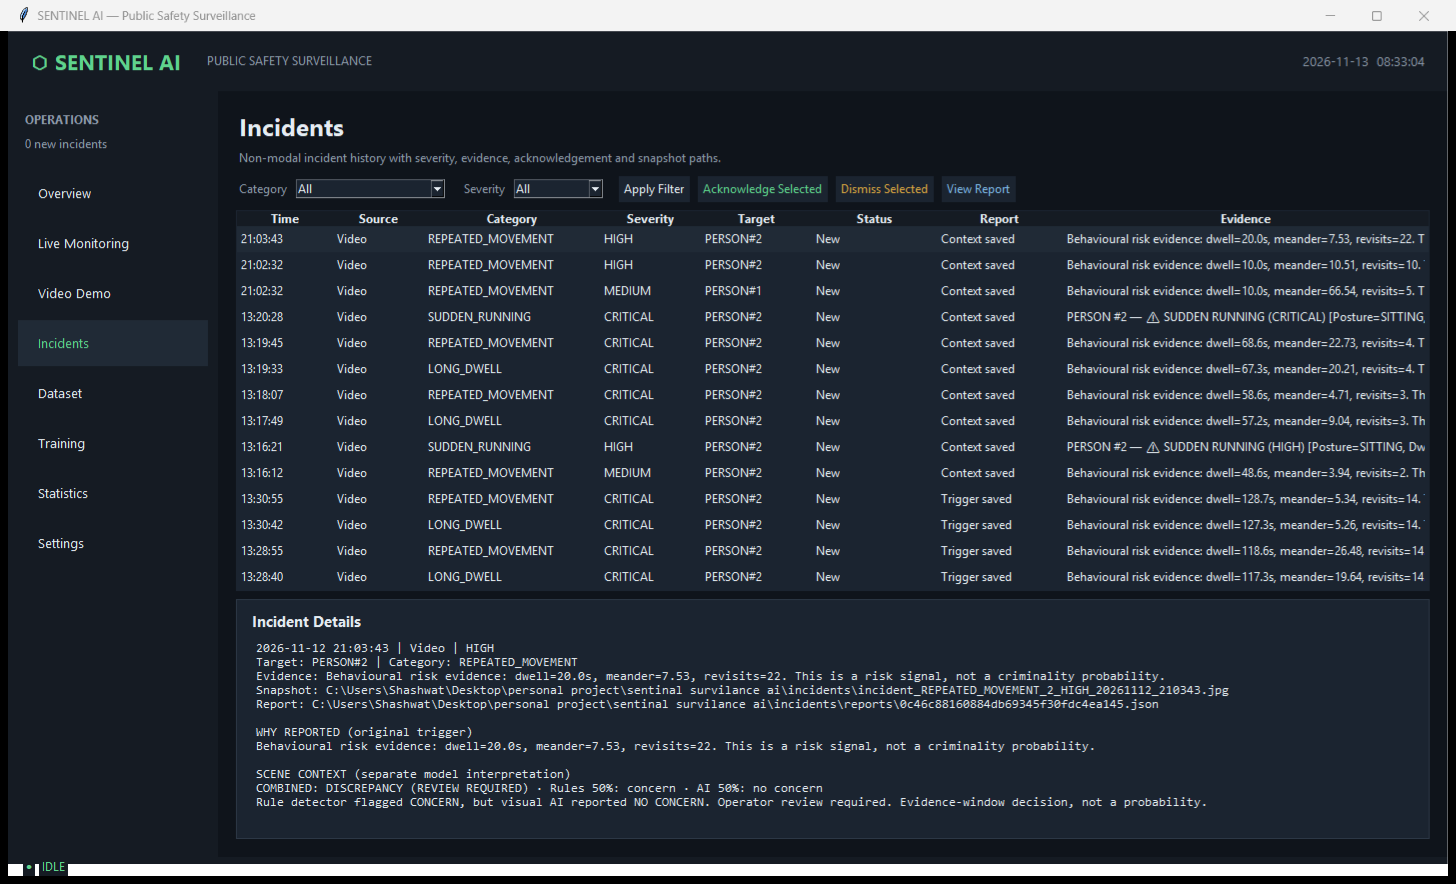 SENTINEL AI — Public Safety Surveillance
SENTINEL AI PUBLIC SAFETY SURVEILLANCE 2026-11-13 08:33:04
OPERATIONS
0 new incidents
Overview
Live Monitoring
Video Demo
Incidents
Dataset
Training
Statistics
Settings
Incidents
Non-modal incident history with severity, evidence, acknowledgement and snapshot paths.
Category All Severity All Apply Filter Acknowledge Selected Dismiss Selected View Report
Time Source Category Severity Target Status Report Evidence
21:03:43 Video REPEATED_MOVEMENT HIGH PERSON#2 New Context saved Behavioural risk evidence: dwell=20.0s, meander=7.53, revisits=22. T
21:02:32 Video REPEATED_MOVEMENT HIGH PERSON#2 New Context saved Behavioural risk evidence: dwell=10.0s, meander=10.51, revisits=10.
21:02:32 Video REPEATED_MOVEMENT MEDIUM PERSON#1 New Context saved Behavioural risk evidence: dwell=10.0s, meander=66.54, revisits=5. T
13:20:28 Video SUDDEN_RUNNING CRITICAL PERSON#2 New Context saved PERSON #2 — ⚠ SUDDEN RUNNING (CRITICAL) [Posture=SITTING,
13:19:45 Video REPEATED_MOVEMENT CRITICAL PERSON#2 New Context saved Behavioural risk evidence: dwell=68.6s, meander=22.73, revisits=4. T
13:19:33 Video LONG_DWELL CRITICAL PERSON#2 New Context saved Behavioural risk evidence: dwell=67.3s, meander=20.21, revisits=4. T
13:18:07 Video REPEATED_MOVEMENT CRITICAL PERSON#2 New Context saved Behavioural risk evidence: dwell=58.6s, meander=4.71, revisits=3. Th
13:17:49 Video LONG_DWELL CRITICAL PERSON#2 New Context saved Behavioural risk evidence: dwell=57.2s, meander=9.04, revisits=3. Th
13:16:21 Video SUDDEN_RUNNING HIGH PERSON#2 New Context saved PERSON #2 — ⚠ SUDDEN RUNNING (HIGH) [Posture=SITTING, Dw
13:16:12 Video REPEATED_MOVEMENT MEDIUM PERSON#2 New Context saved Behavioural risk evidence: dwell=48.6s, meander=3.94, revisits=2. Th
13:30:55 Video REPEATED_MOVEMENT CRITICAL PERSON#2 New Trigger saved Behavioural risk evidence: dwell=128.7s, meander=5.34, revisits=14.
13:30:42 Video LONG_DWELL CRITICAL PERSON#2 New Trigger saved Behavioural risk evidence: dwell=127.3s, meander=5.26, revisits=14.
13:28:55 Video REPEATED_MOVEMENT CRITICAL PERSON#2 New Trigger saved Behavioural risk evidence: dwell=118.6s, meander=26.48, revisits=14
13:28:40 Video LONG_DWELL CRITICAL PERSON#2 New Trigger saved Behavioural risk evidence: dwell=117.3s, meander=19.64, revisits=14
Incident Details
2026-11-12 21:03:43 | Video | HIGH
Target: PERSON#2 | Category: REPEATED_MOVEMENT
Evidence: Behavioural risk evidence: dwell=20.0s, meander=7.53, revisits=22. This is a risk signal, not a criminality probability.
Snapshot: C:\Users\Shashwat\Desktop\personal project\sentinal survilance ai\incidents\incident_REPEATED_MOVEMENT_2_HIGH_20261112_210343.jpg
Report: C:\Users\Shashwat\Desktop\personal project\sentinal survilance ai\incidents\reports\0c46c88160884db69345f30fdc4ea145.json
WHY REPORTED (original trigger)
Behavioural risk evidence: dwell=20.0s, meander=7.53, revisits=22. This is a risk signal, not a criminality probability.
SCENE CONTEXT (separate model interpretation)
COMBINED: DISCREPANCY (REVIEW REQUIRED) · Rules 50%: concern · AI 50%: no concern
Rule detector flagged CONCERN, but visual AI reported NO CONCERN. Operator review required. Evidence-window decision, not a probability.
IDLE